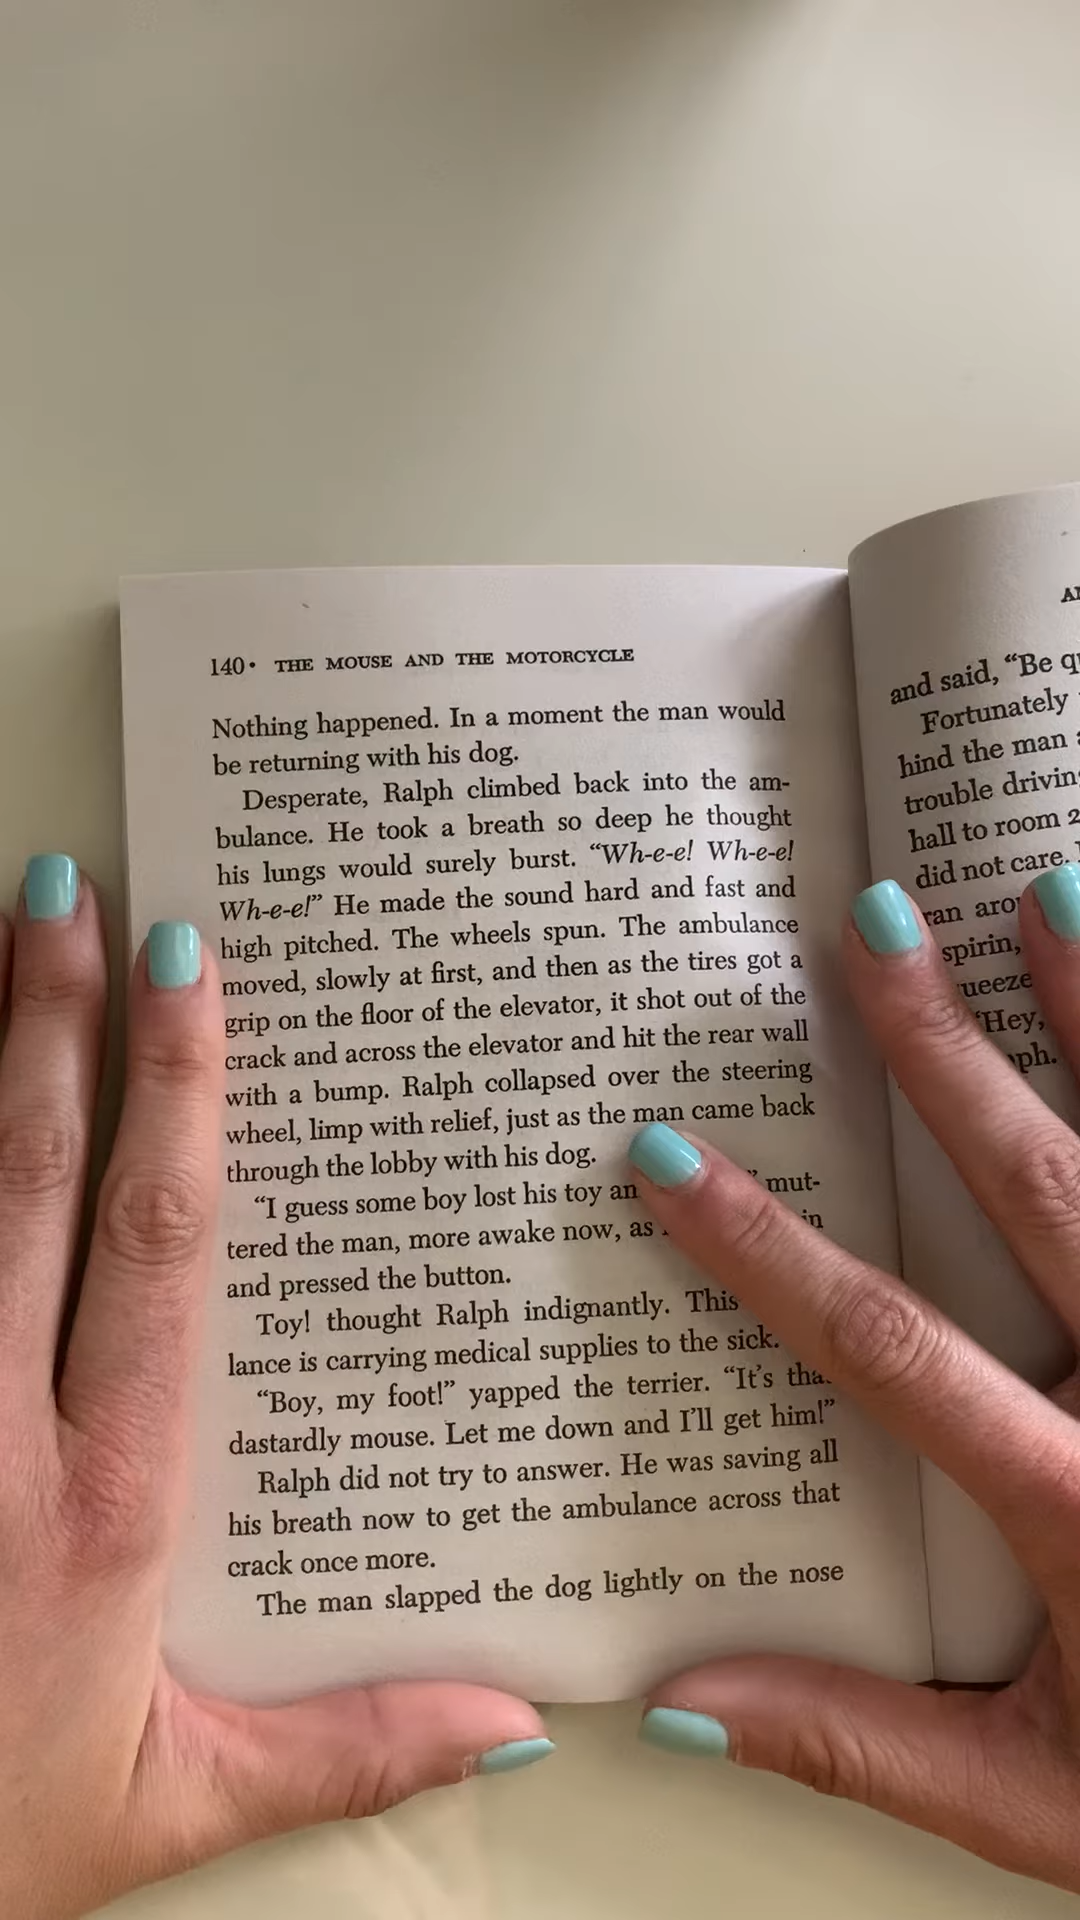 140• THE MOUSE AND THE MOTORCYCLE
Nothing happened. In a moment the man would
be returning with his dog.
Desperate, Ralph climbed back into the am-
bulance. He took a breath so deep he thought
his lungs would surely burst. “Wh-e-e! Wh-e-e!
Wh-e-e!” He made the sound hard and fast and
high pitched. The wheels spun. The ambulance
moved, slowly at first, and then as the tires got a
grip on the floor of the elevator, it shot out of the
crack and across the elevator and hit the rear wall
with a bump. Ralph collapsed over the steering
wheel, limp with relief, just as the man came back
through the lobby with his dog.
“I guess some boy lost his toy ” mut-
tered the man, more awake now, as in
and pressed the button.
Toy! thought Ralph indignantly. This
lance is carrying medical supplies to the sick.
“Boy, my foot!” yapped the terrier. “It’s
dastardly mouse. Let me down and I’ll get him!”
Ralph did not try to answer. He was saving all
his breath now to get the ambulance across that
crack once more.
The man slapped the dog lightly on the nose
and said, “Be
Fortunately
hind the man
trouble
hall to room
did not care.
ran
spirin,
“Hey,